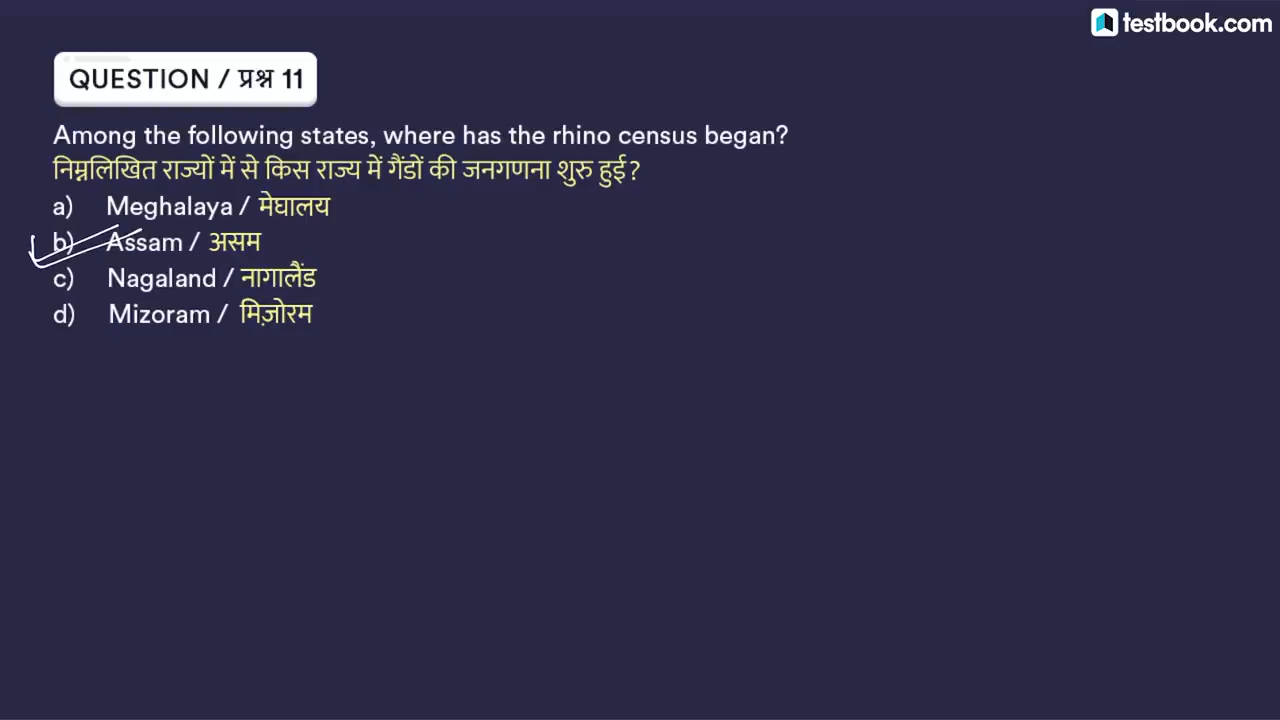 testbook.com
QUESTION / प्रश्न 11
Among the following states, where has the rhino census began?
निम्नलिखित राज्यों में से किस राज्य में गैंडों की जनगणना शुरु हुई?
a) Meghalaya / मेघालय
b) Assam / असम
c) Nagaland / नागालैंड
d) Mizoram / मिज़ोरम